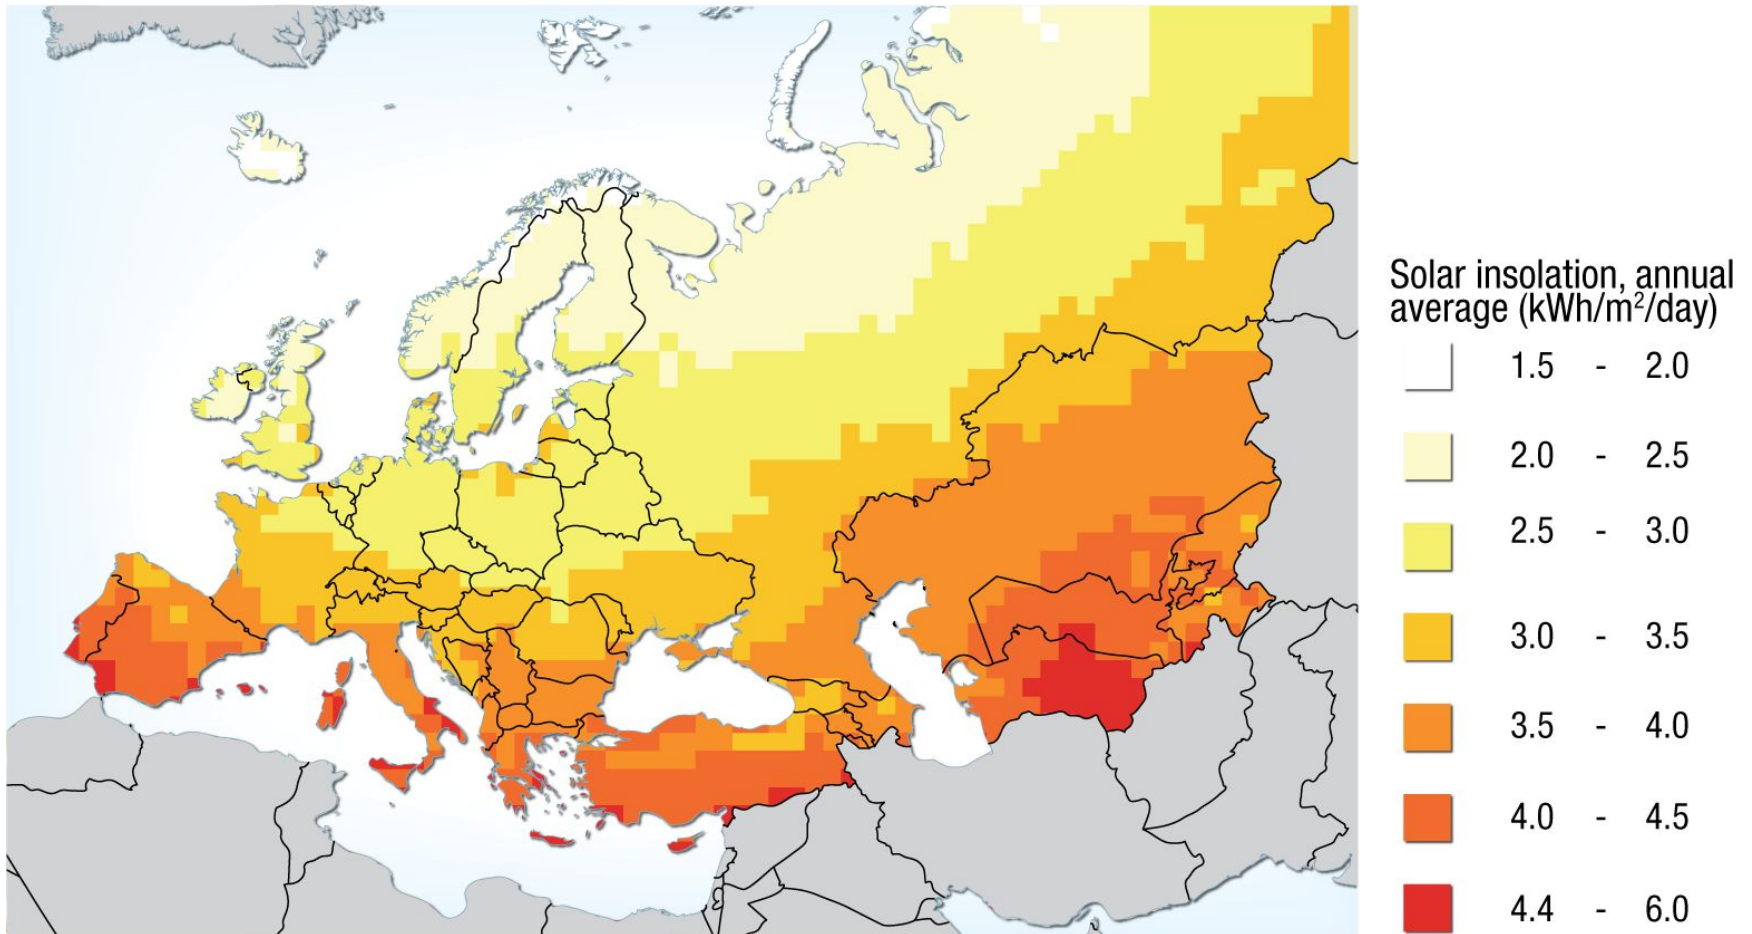 Solar insolation, annual
average (kWh/m²/day)
1.5 - 2.0
2.0 - 2.5
2.5 - 3.0
3.0 - 3.5
3.5 - 4.0
4.0 - 4.5
4.4 - 6.0